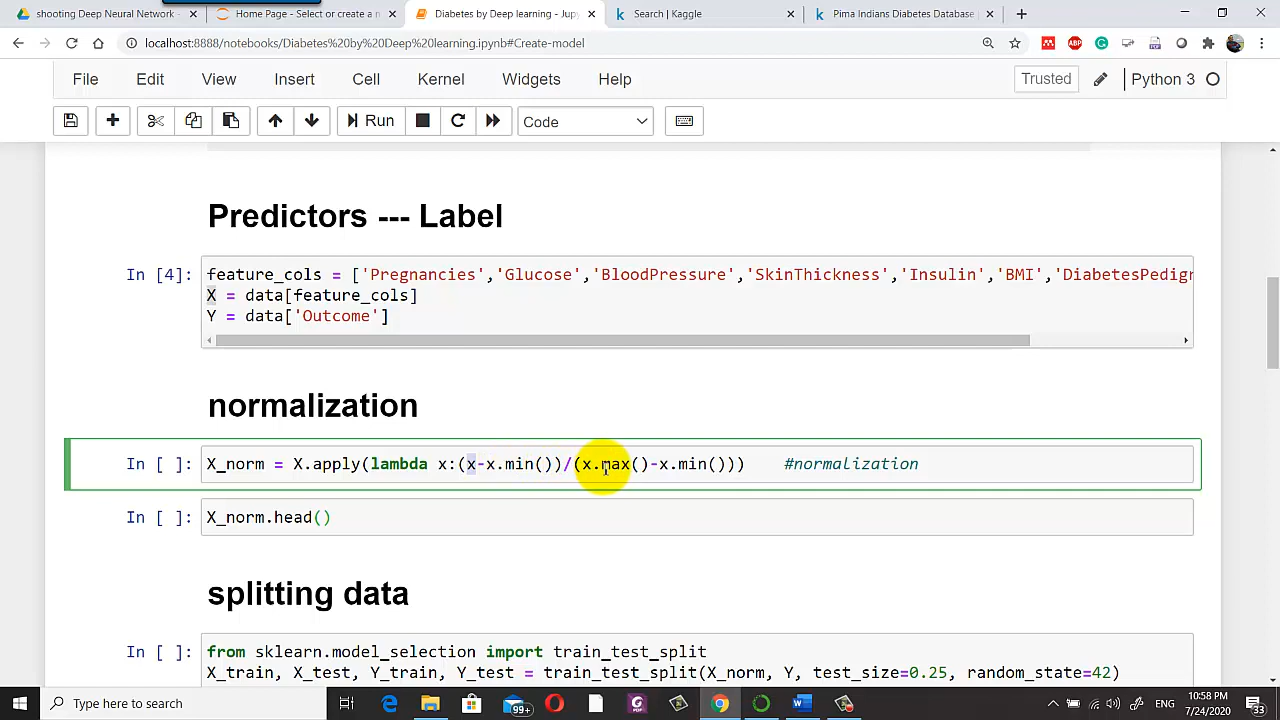 shooting Deep Neural Network -
Home Page - Select or create a n
Diabetes by Deep learning - Jup
Search | Kaggle
Pima Indians Diabetes Database
localhost:8888/notebooks/Diabetes%20by%20Deep%20learning.ipynb#Create-model
File Edit View Insert Cell Kernel Widgets Help
Trusted
Python 3
Run
Code
Predictors --- Label
In [4]: feature_cols = ['Pregnancies','Glucose','BloodPressure','SkinThickness','Insulin','BMI','DiabetesPedigr
X = data[feature_cols]
Y = data['Outcome']
normalization
In [ ]: X_norm = X.apply(lambda x:(x-x.min())/(x.max()-x.min())) #normalization
In [ ]: X_norm.head()
splitting data
In [ ]: from sklearn.model_selection import train_test_split
X_train, X_test, Y_train, Y_test = train_test_split(X_norm, Y, test_size=0.25, random_state=42)
Type here to search
99+
ENG
10:58 PM
7/24/2020
33